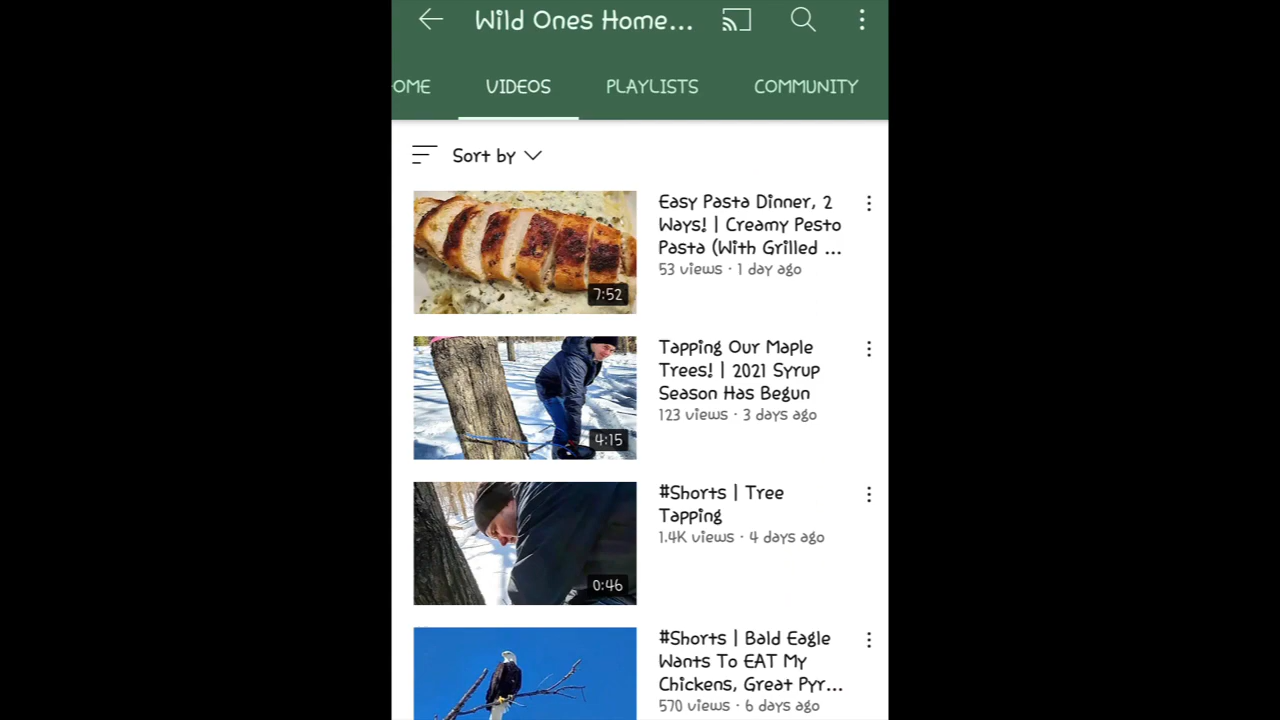 Wild Ones Home...
OME VIDEOS PLAYLISTS COMMUNITY
Sort by
Easy Pasta Dinner, 2
Ways! | Creamy Pesto
Pasta (With Grilled ...
53 views · 1 day ago
7:52
Tapping Our Maple
Trees! | 2021 Syrup
Season Has Begun
123 views · 3 days ago
4:15
#Shorts | Tree
Tapping
1.4K views · 4 days ago
0:46
#Shorts | Bald Eagle
Wants To EAT My
Chickens, Great Pyr...
570 views · 6 days ago